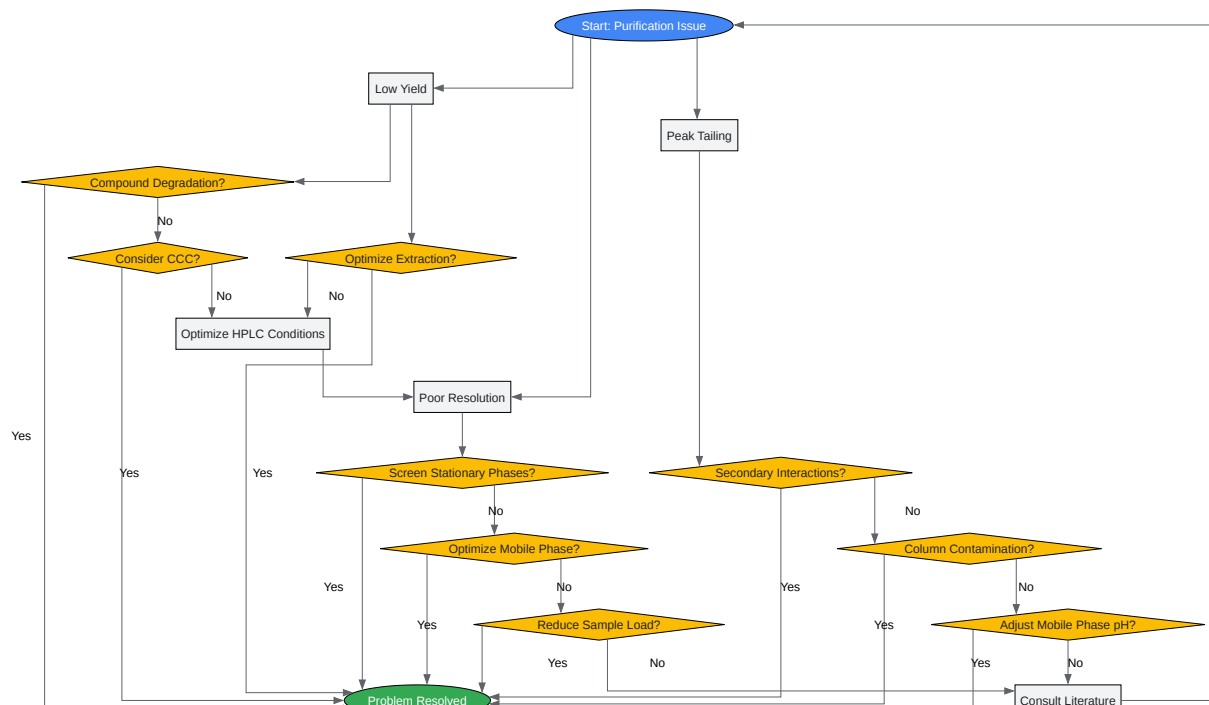 Start: Purification Issue
Low Yield
Peak Tailing
Compound Degradation?
No
Consider CCC?
Optimize Extraction?
No
No
Optimize HPLC Conditions
Poor Resolution
Yes
Yes
Yes
Screen Stationary Phases?
Secondary Interactions?
No
No
Optimize Mobile Phase?
Column Contamination?
Yes
No
Yes
No
Yes
Reduce Sample Load?
Yes
Adjust Mobile Phase pH?
Yes
No
Yes
No
Problem Resolved
Consult Literature